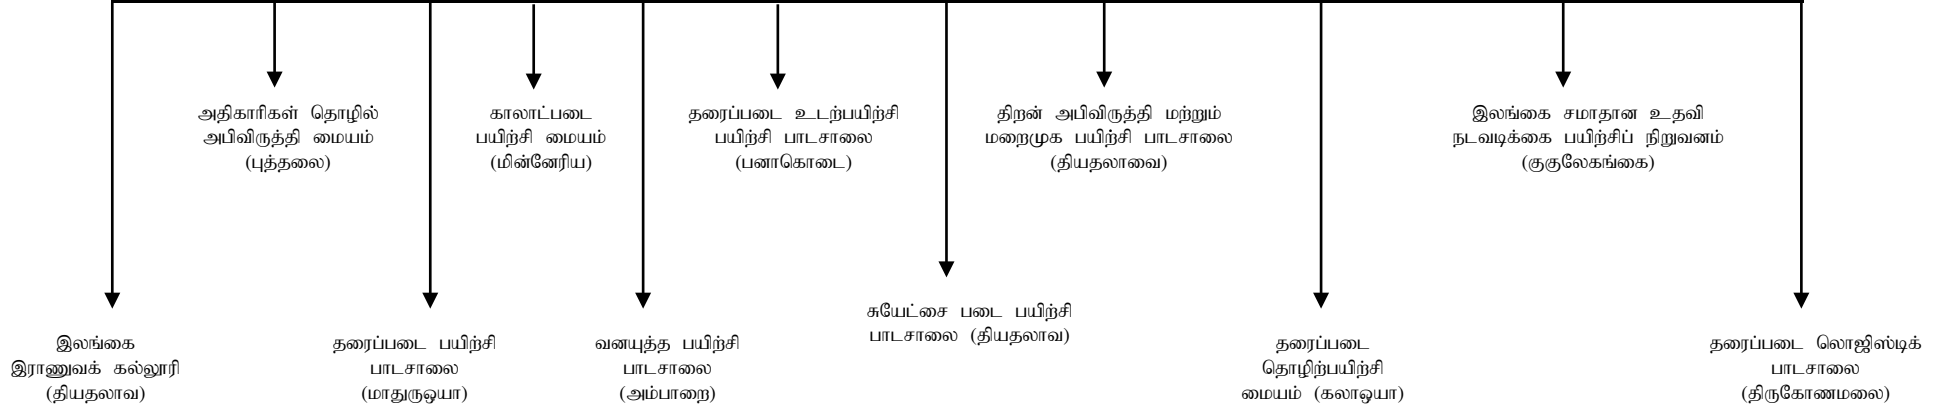 அதிகாரிகள் தொழில்
அபிவிருத்தி மையம்
(புத்தலை)
காலாட்படை
பயிற்சி மையம்
(மின்னேரிய)
தரைப்படை உடற்பயிற்சி
பயிற்சி பாடசாலை
(பனாகொடை)
திறன் அபிவிருத்தி மற்றும்
மறைமுக பயிற்சி பாடசாலை
(தியதலாவை)
இலங்கை சமாதான உதவி
நடவடிக்கை பயிற்சிப் நிறுவனம்
(குகுலேகங்கை)
இலங்கை
இராணுவக் கல்லூரி
(தியதலாவ)
தரைப்படை பயிற்சி
பாடசாலை
(மாதுருஓயா)
வனயுத்த பயிற்சி
பாடசாலை
(அம்பாறை)
சுயேட்சை படை பயிற்சி
பாடசாலை (தியதலாவ)
தரைப்படை
தொழிற்பயிற்சி
மையம் (கலாஓயா)
தரைப்படை லொஜிஸ்டிக்
பாடசாலை
(திருகோணமலை)